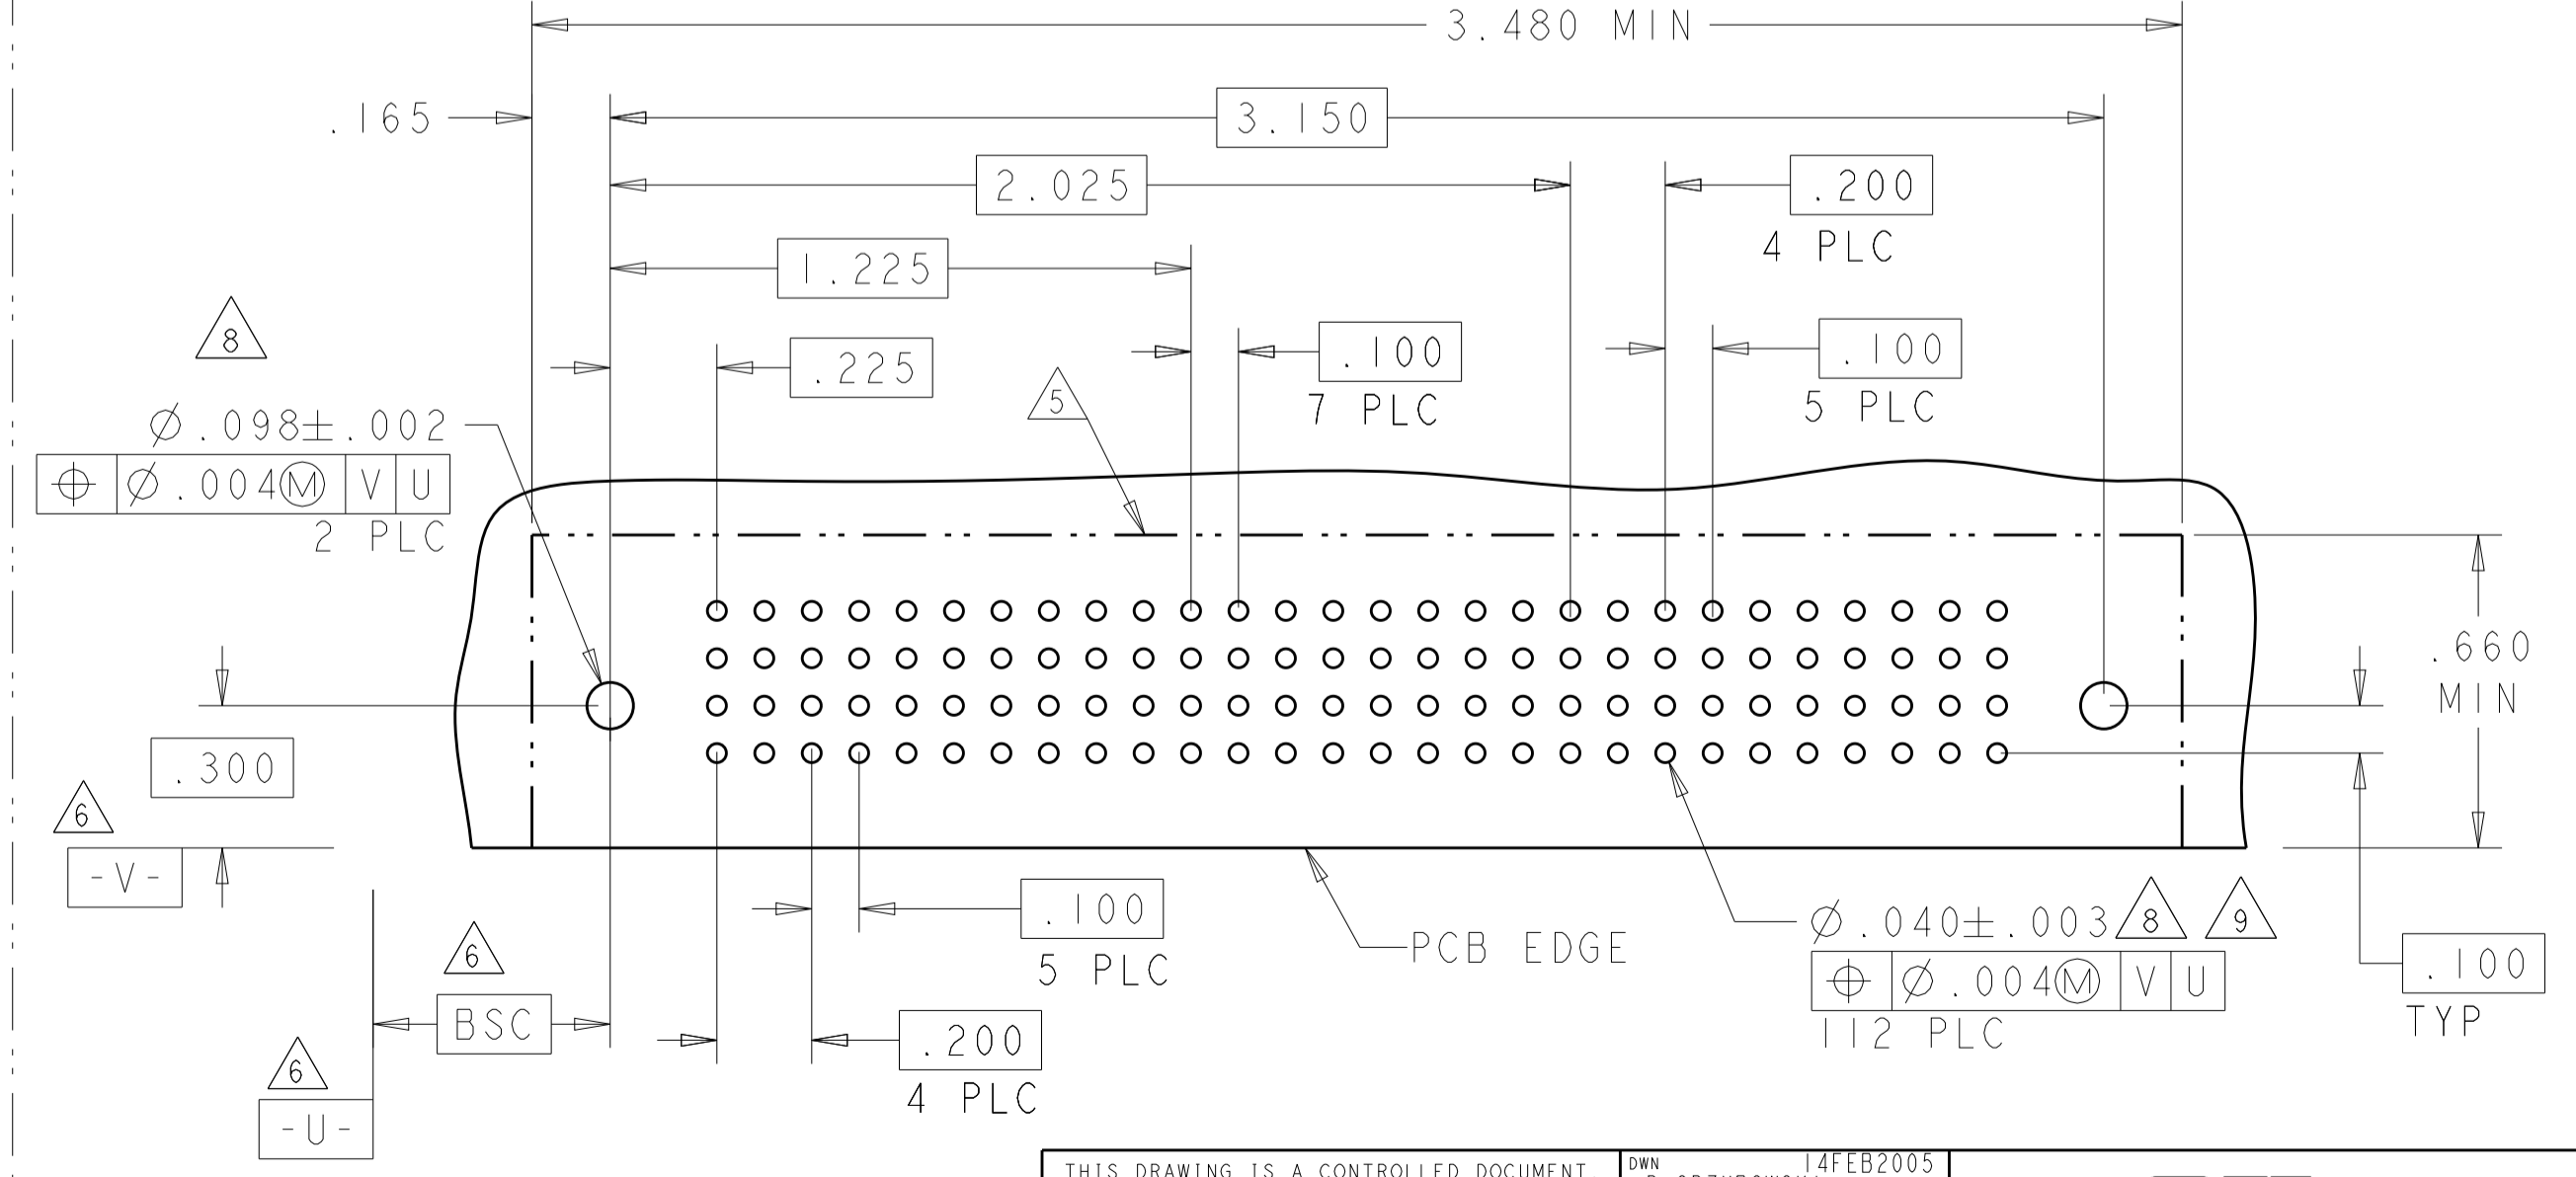 3.480 MIN
.165
3.150
2.025
.200
4 PLC
1.225
8
.225
.100
7 PLC
.100
5 PLC
5
Ø.098±.002
⌖ Ø.004Ⓜ V U
2 PLC
.660
MIN
.300
6
-V-
.100
5 PLC
PCB EDGE
Ø.040±.003 8 9
⌖ Ø.004Ⓜ V U
112 PLC
.100
TYP
6
BSC
.200
4 PLC
6
-U-
THIS DRAWING IS A CONTROLLED DOCUMENT.
DWN 14FEB2005